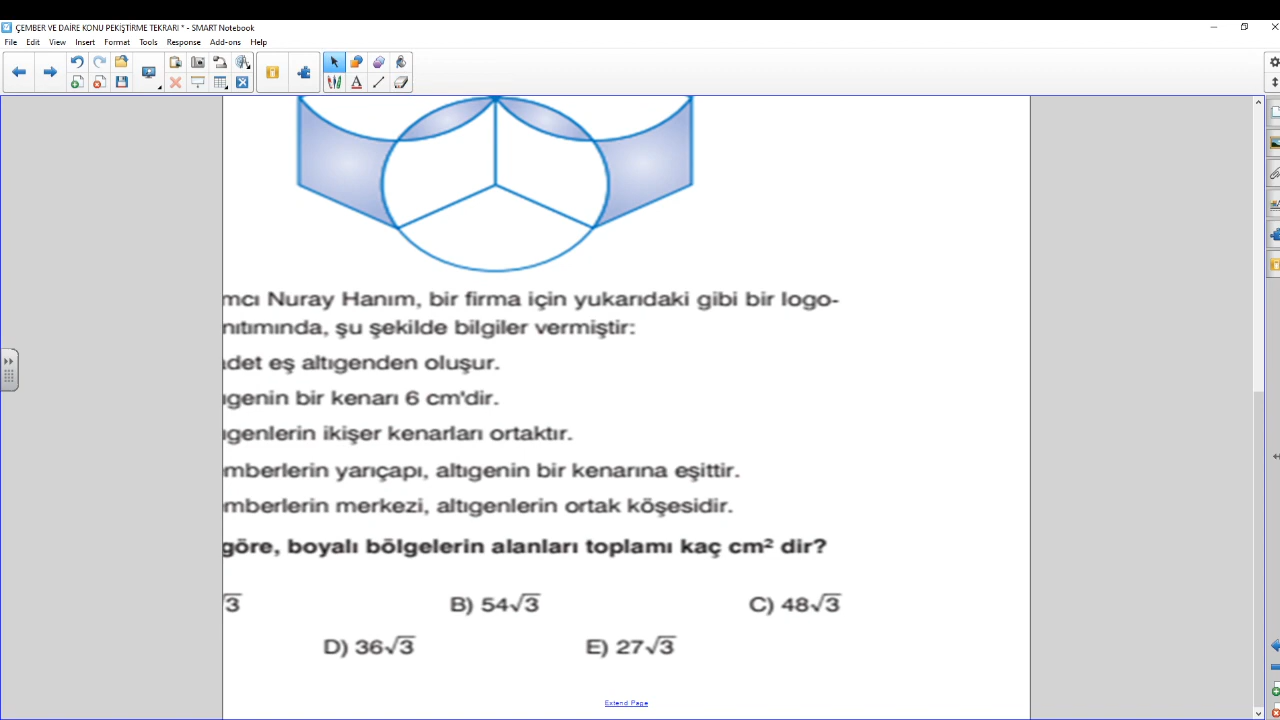 ÇEMBER VE DAİRE KONU PEKİŞTİRME TEKRARI * - SMART Notebook
File Edit View Insert Format Tools Response Add-ons Help
mcı Nuray Hanım, bir firma için yukarıdaki gibi bir logo-
nıtımında, şu şekilde bilgiler vermiştir:
det eş altıgenden oluşur.
genin bir kenarı 6 cm'dir.
genlerin ikişer kenarları ortaktır.
mberlerin yarıçapı, altıgenin bir kenarına eşittir.
mberlerin merkezi, altıgenlerin ortak köşesidir.
göre, boyalı bölgelerin alanları toplamı kaç cm² dir?
√3 B) 54√3 C) 48√3
D) 36√3 E) 27√3
Extend Page